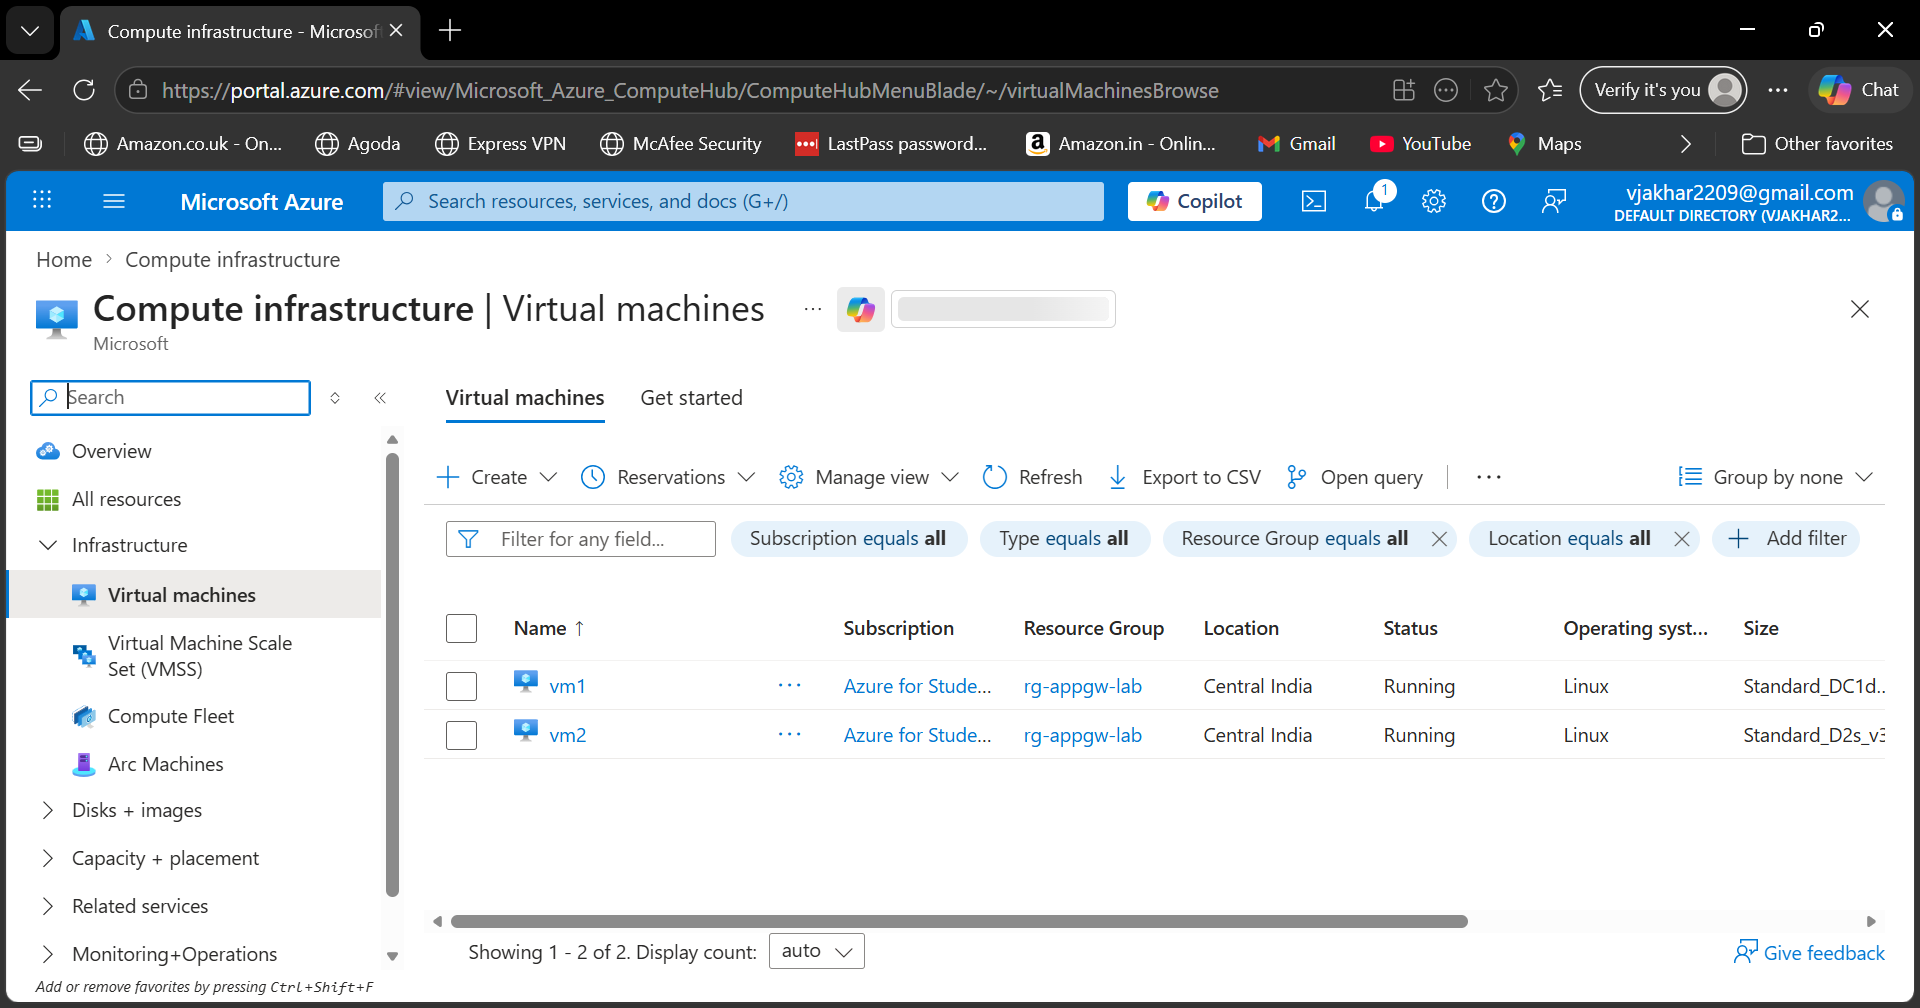 Compute infrastructure - Microsof
https://portal.azure.com/#view/Microsoft_Azure_ComputeHub/ComputeHubMenuBlade/~/virtualMachinesBrowse
Verify it's you
Chat
Amazon.co.uk - On...
Agoda
Express VPN
McAfee Security
LastPass password...
Amazon.in - Onlin...
Gmail
YouTube
Maps
Other favorites
Microsoft Azure
Search resources, services, and docs (G+/)
Copilot
1
vjakhar2209@gmail.com
DEFAULT DIRECTORY (VJAKHAR2...
Home > Compute infrastructure
Compute infrastructure | Virtual machines
...
Microsoft
Search
Overview
All resources
Infrastructure
Virtual machines
Virtual Machine Scale
Set (VMSS)
Compute Fleet
Arc Machines
Disks + images
Capacity + placement
Related services
Monitoring+Operations
Add or remove favorites by pressing Ctrl+Shift+F
Virtual machines
Get started
Create
Reservations
Manage view
Refresh
Export to CSV
Open query
...
Group by none
Filter for any field...
Subscription equals all
Type equals all
Resource Group equals all
Location equals all
Add filter
Name ↑ Subscription Resource Group Location Status Operating syst... Size
vm1 ... Azure for Stude... rg-appgw-lab Central India Running Linux Standard_DC1d..
vm2 ... Azure for Stude... rg-appgw-lab Central India Running Linux Standard_D2s_v3
Showing 1 - 2 of 2. Display count: auto
Give feedback